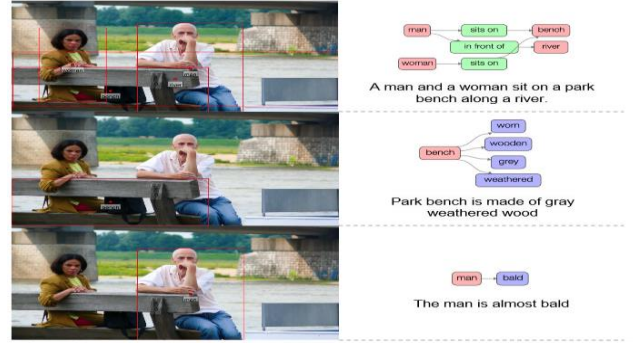 man
sits on
bench
in front of
river
woman
sits on
A man and a woman sit on a park
bench along a river.
worn
wooden
bench
grey
weathered
Park bench is made of gray
weathered wood
man
bald
The man is almost bald